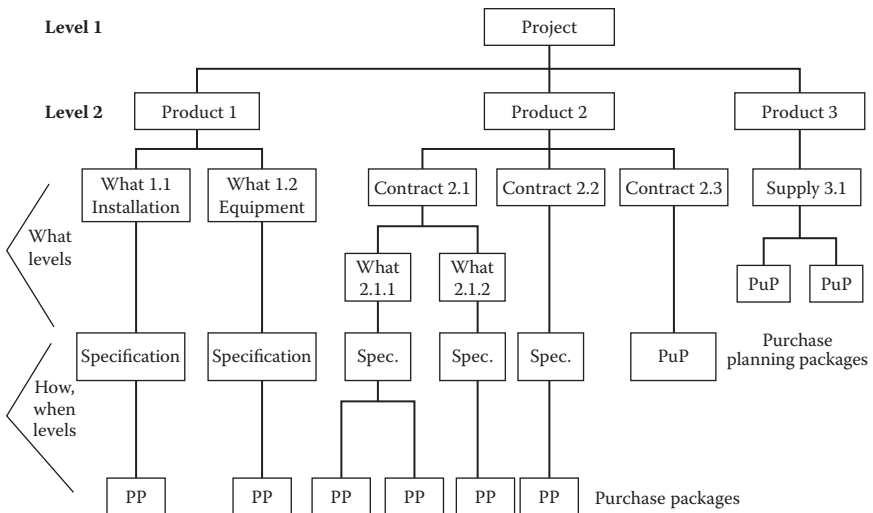 Level 1
Project
Level 2
Product 1
Product 2
Product 3
What 1.1
Installation
What 1.2
Equipment
Contract 2.1
Contract 2.2
Contract 2.3
Supply 3.1
What
levels
What
2.1.1
What
2.1.2
PuP
PuP
Specification
Specification
Spec.
Spec.
Spec.
PuP
Purchase
planning packages
How,
when
levels
PP
PP
PP
PP
PP
PP
Purchase packages